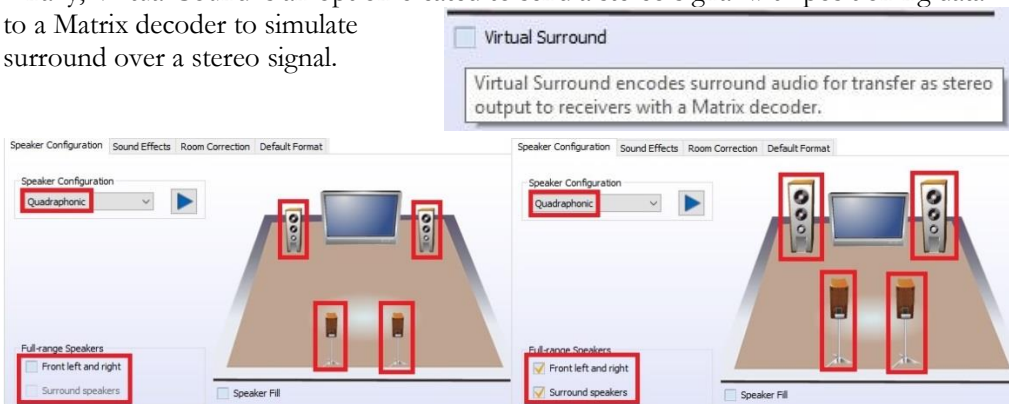 to a Matrix decoder to simulate
surround over a stereo signal.
Virtual Surround
Virtual Surround encodes surround audio for transfer as stereo
output to receivers with a Matrix decoder.
Speaker Configuration Sound Effects Room Correction Default Format
Speaker Configuration
Quadraphonic
Full-range Speakers
Front left and right
Surround speakers
Speaker Fill
Speaker Configuration Sound Effects Room Correction Default Format
Speaker Configuration
Quadraphonic
Full-range Speakers
Front left and right
Surround speakers
Speaker Fill